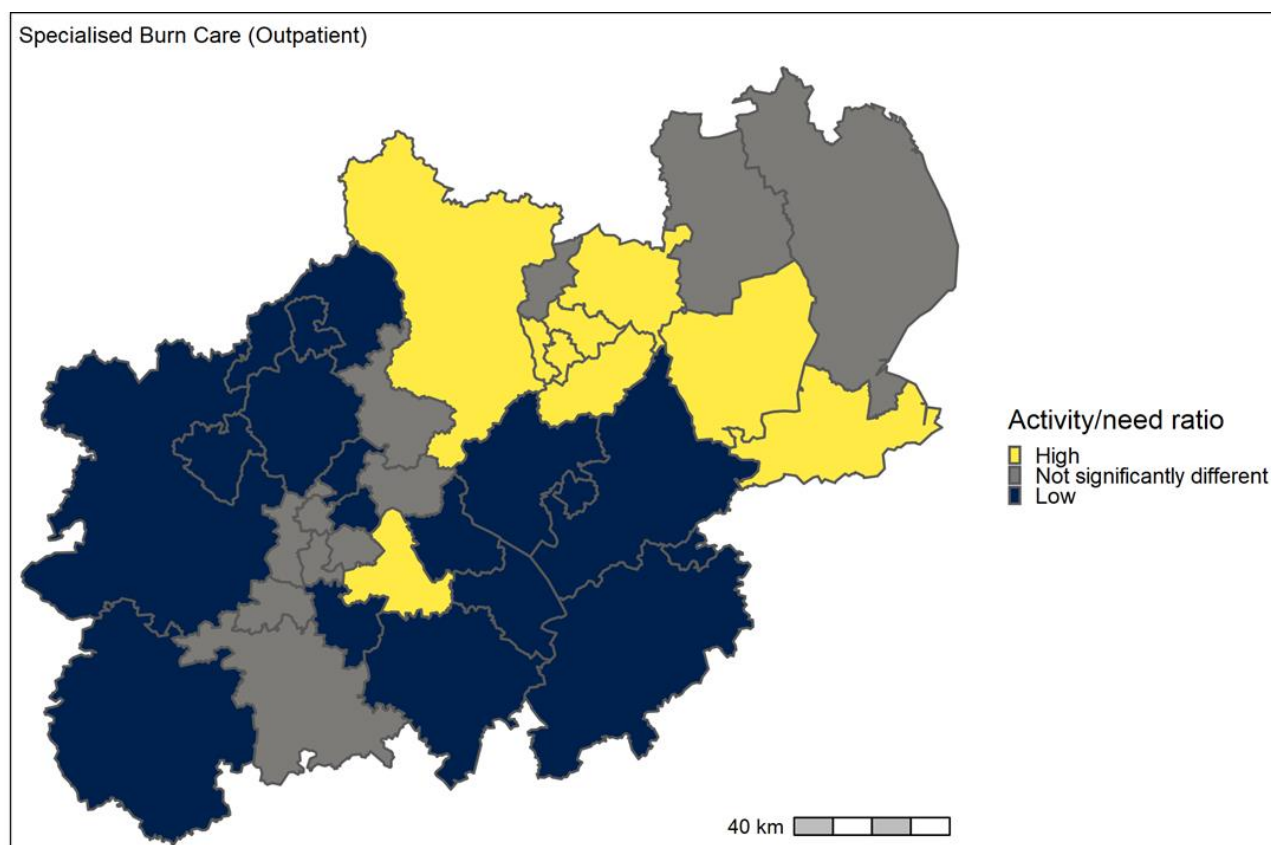 Specialised Burn Care (Outpatient)
Activity/need ratio
High
Not significantly different
Low
40 km